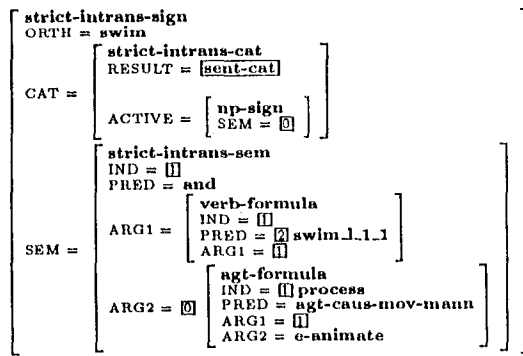 strict-intrans-sign
ORTH = swim
CAT =
strict-intrans-cat
RESULT = sent-cat
ACTIVE =
np-sign
SEM = 0
SEM =
strict-intrans-sem
IND = 1
PRED = and
ARG1 =
verb-formula
IND = 1
PRED = 2 swim_l_1_1
ARG1 = 1
ARG2 = 0
agt-formula
IND = 1 process
PRED = agt-caus-mov-mann
ARG1 = 1
ARG2 = e-animate